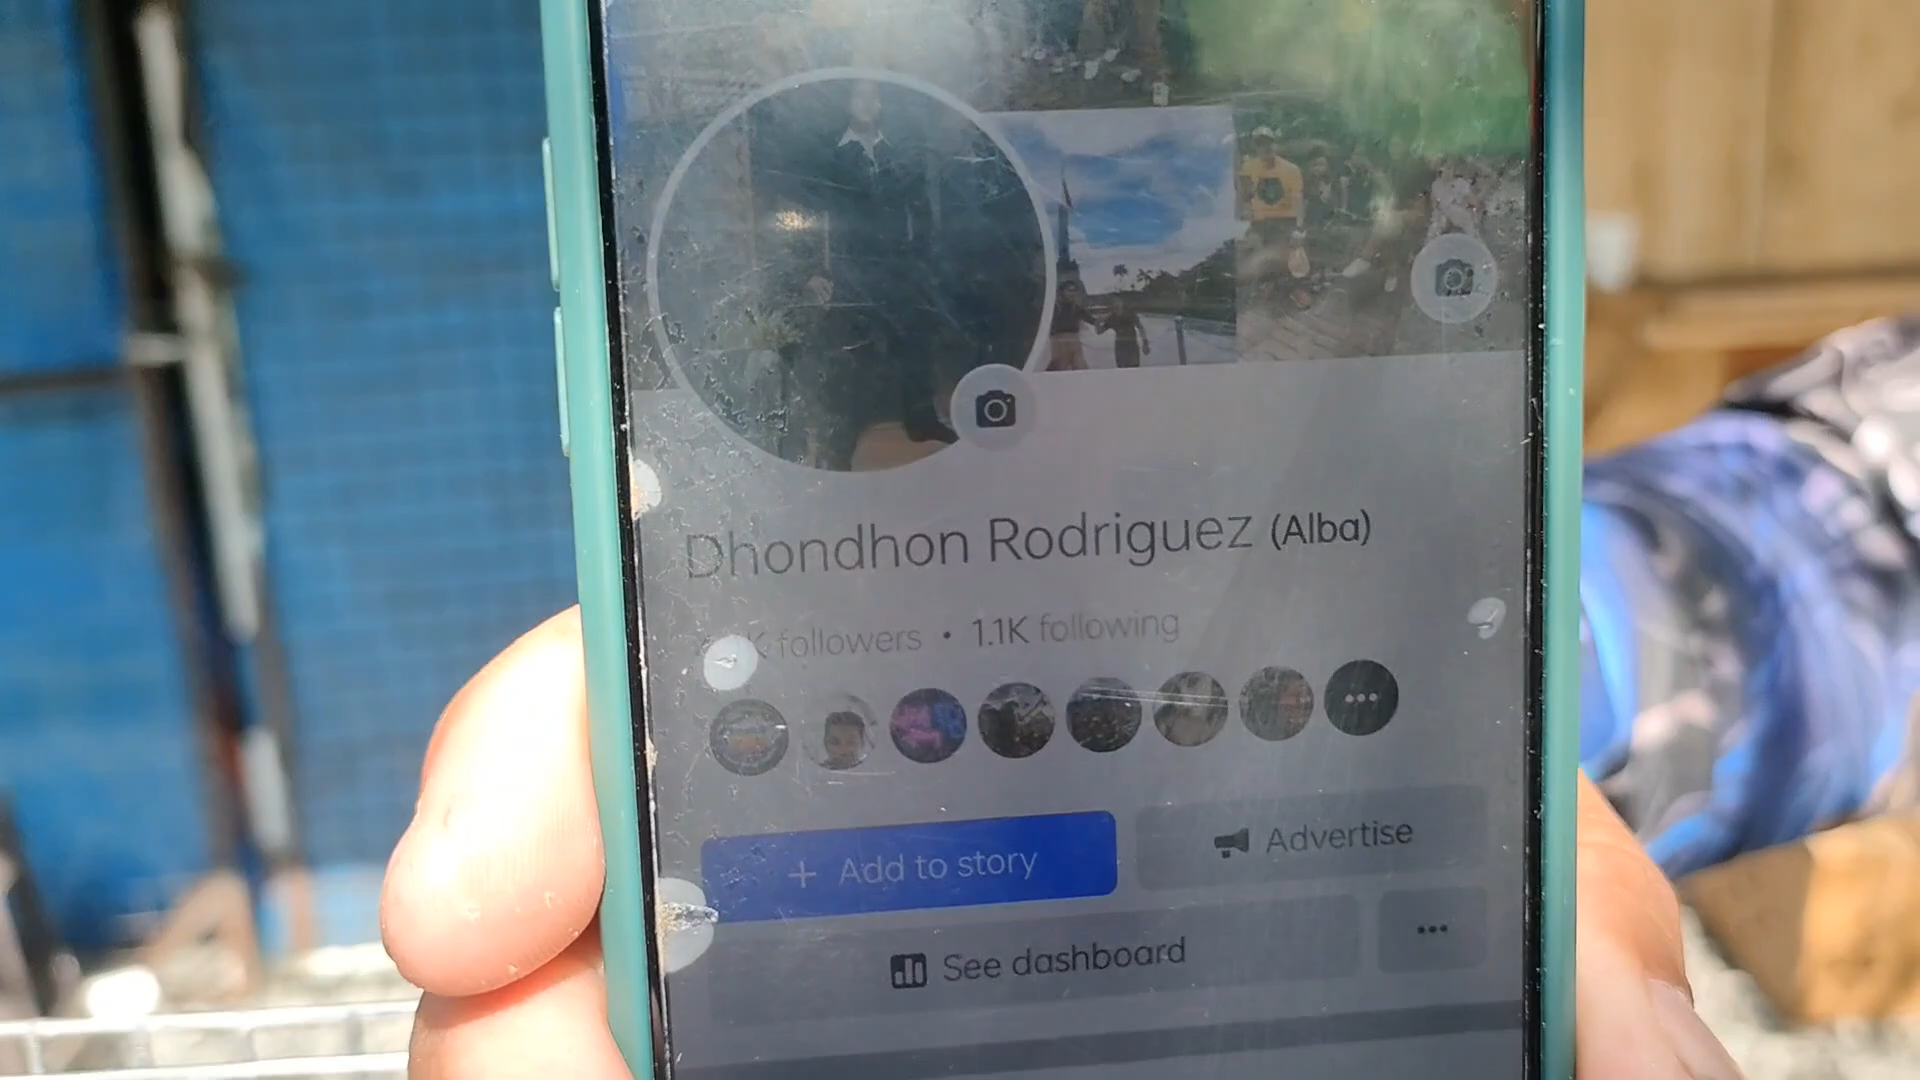 Dhondhon Rodriguez (Alba)
followers • 1.1K following
+ Add to story
Advertise
See dashboard